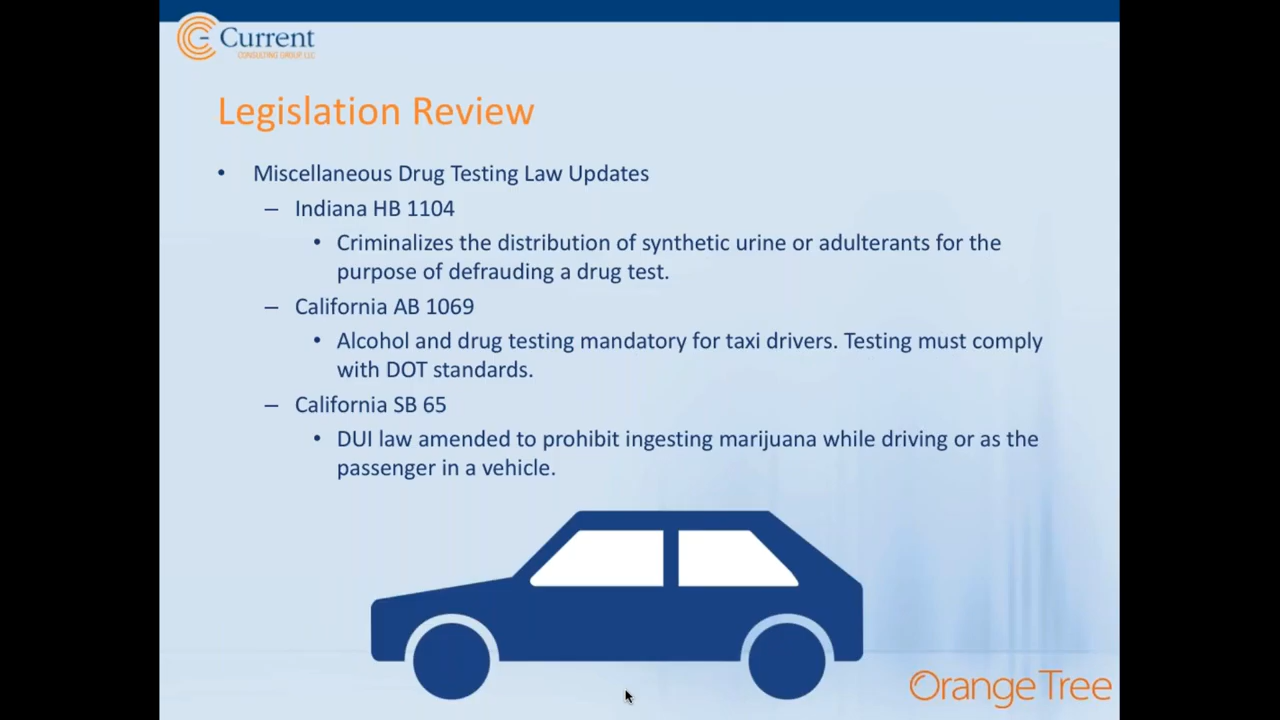 Current
CONSULTING GROUP, LLC
Legislation Review
• Miscellaneous Drug Testing Law Updates
– Indiana HB 1104
• Criminalizes the distribution of synthetic urine or adulterants for the
purpose of defrauding a drug test.
– California AB 1069
• Alcohol and drug testing mandatory for taxi drivers. Testing must comply
with DOT standards.
– California SB 65
• DUI law amended to prohibit ingesting marijuana while driving or as the
passenger in a vehicle.
OrangeTree